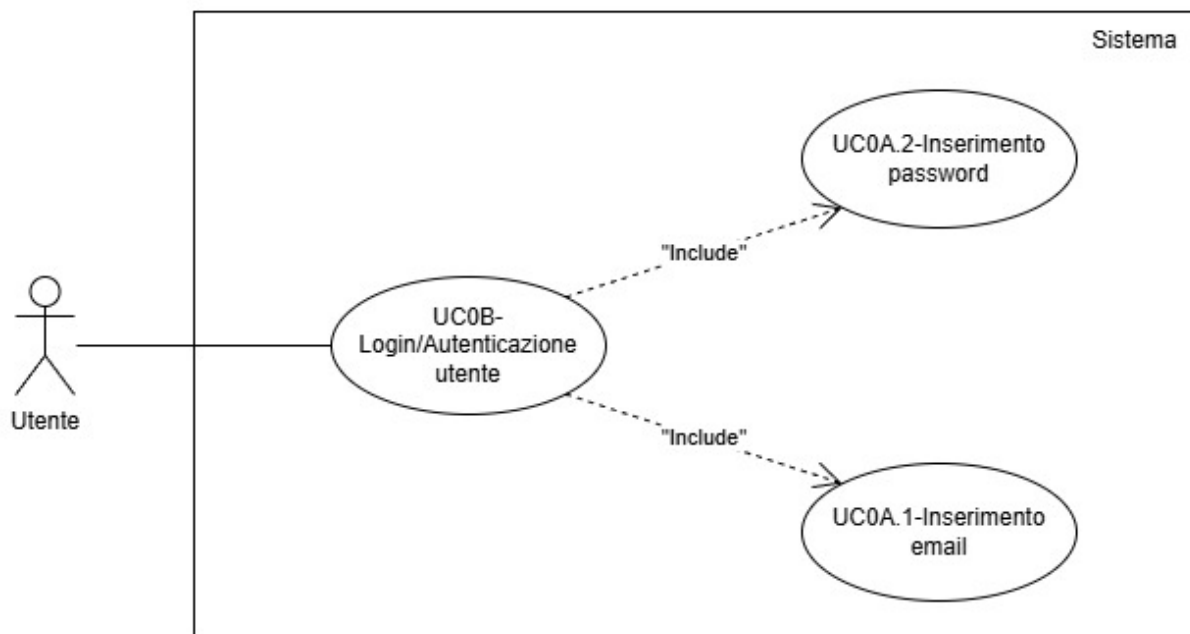 Sistema
UC0A.2-Inserimento
password
"Include"
UC0B-
Login/Autenticazione
utente
Utente
"Include"
UC0A.1-Inserimento
email